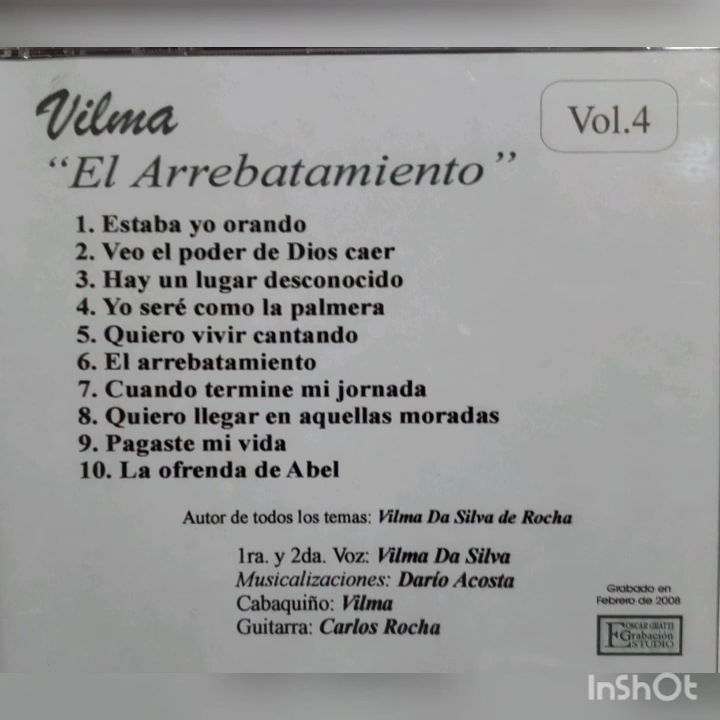 Vilma
Vol.4
"El Arrebatamiento"
1. Estaba yo orando
2. Veo el poder de Dios caer
3. Hay un lugar desconocido
4. Yo seré como la palmera
5. Quiero vivir cantando
6. El arrebatamiento
7. Cuando termine mi jornada
8. Quiero llegar en aquellas moradas
9. Pagaste mi vida
10. La ofrenda de Abel
Autor de todos los temas: Vilma Da Silva de Rocha
1ra. y 2da. Voz: Vilma Da Silva
Musicalizaciones: Darío Acosta
Cabaquiño: Vilma
Guitarra: Carlos Rocha
Grabado en
Febrero de 2008
OSCAR GRATTI
Grabación
ESTUDIO
InShOt